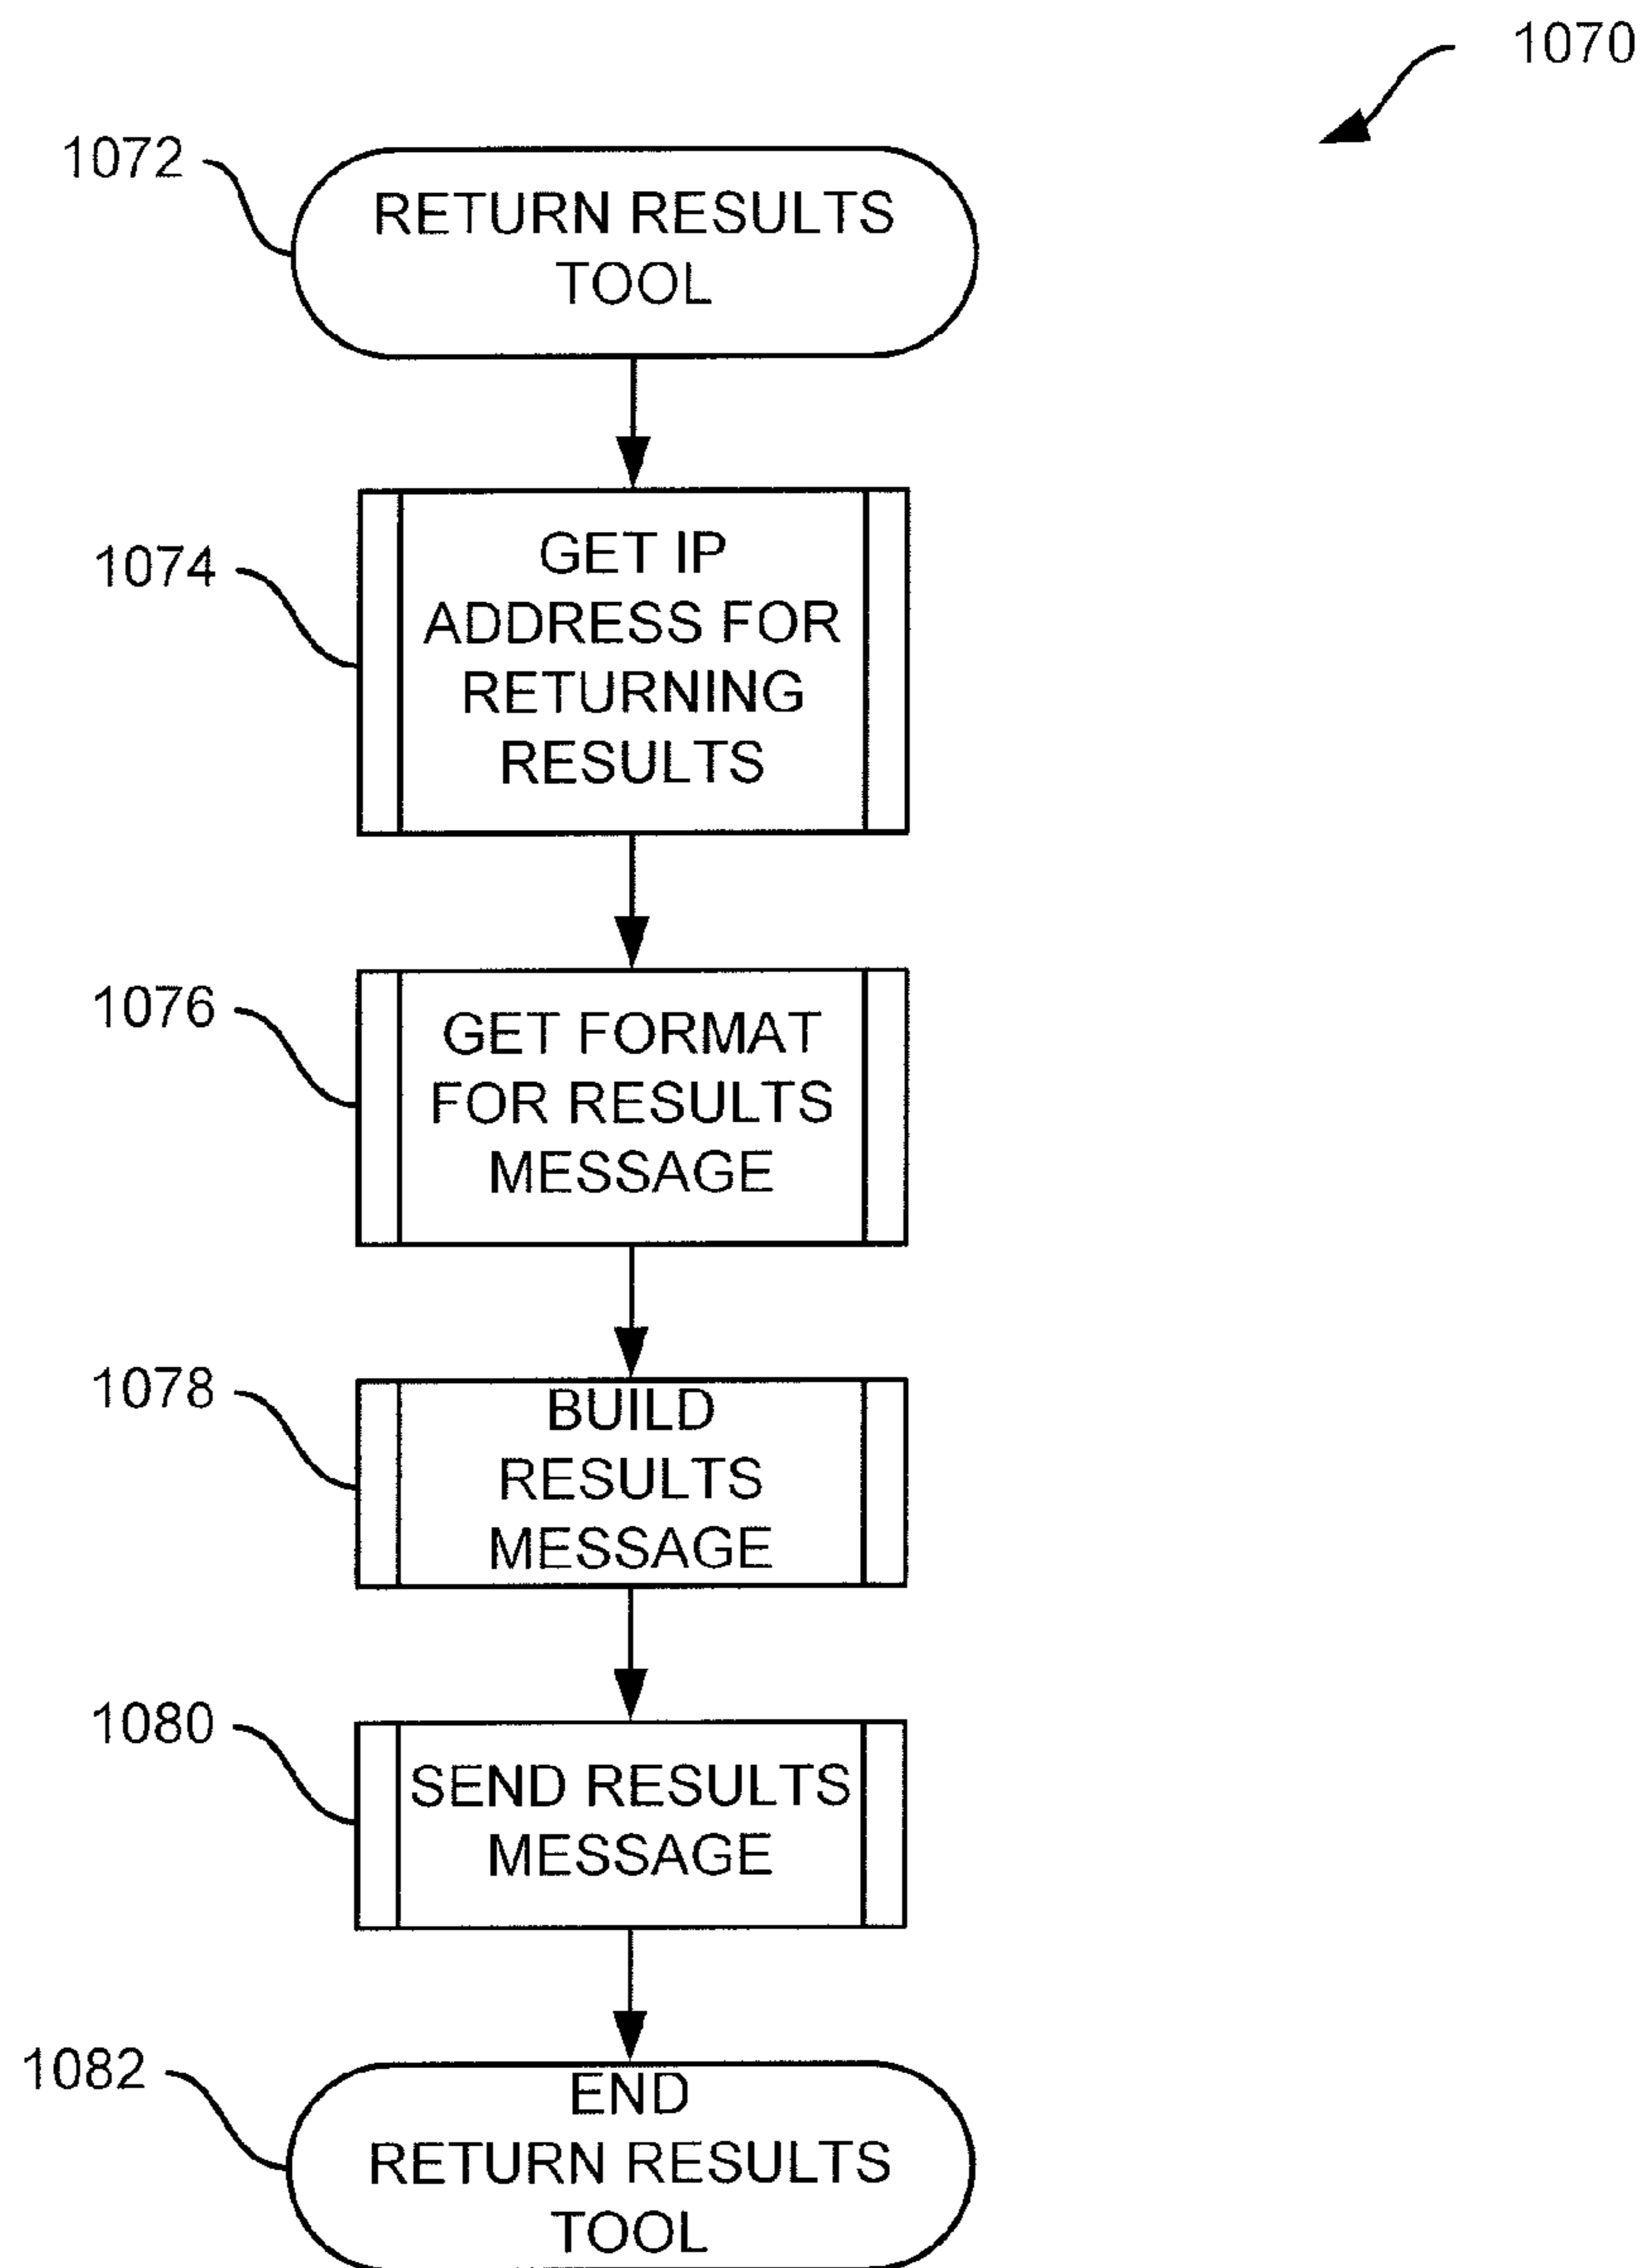 1070
1072
RETURN RESULTS
TOOL
1074
GET IP
ADDRESS FOR
RETURNING
RESULTS
1076
GET FORMAT
FOR RESULTS
MESSAGE
1078
BUILD
RESULTS
MESSAGE
1080
SEND RESULTS
MESSAGE
1082
END
RETURN RESULTS
TOOL